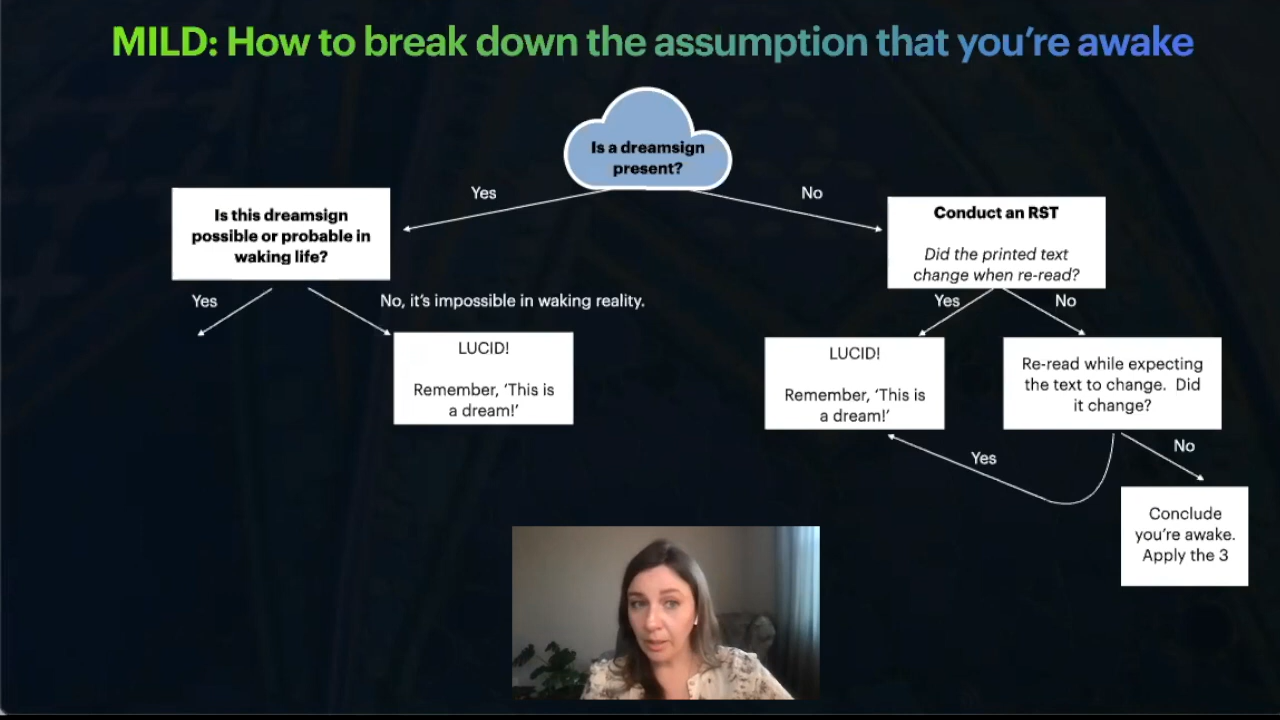 MILD: How to break down the assumption that you're awake
Is a dreamsign
present?
Yes
No
Is this dreamsign
possible or probable in
waking life?
Conduct an RST
Did the printed text
change when re-read?
Yes
No, it's impossible in waking reality.
Yes
No
LUCID!
Remember, ‘This is
a dream!’
LUCID!
Remember, ‘This is
a dream!’
Re-read while expecting
the text to change. Did
it change?
Yes
No
Conclude
you're awake.
Apply the 3